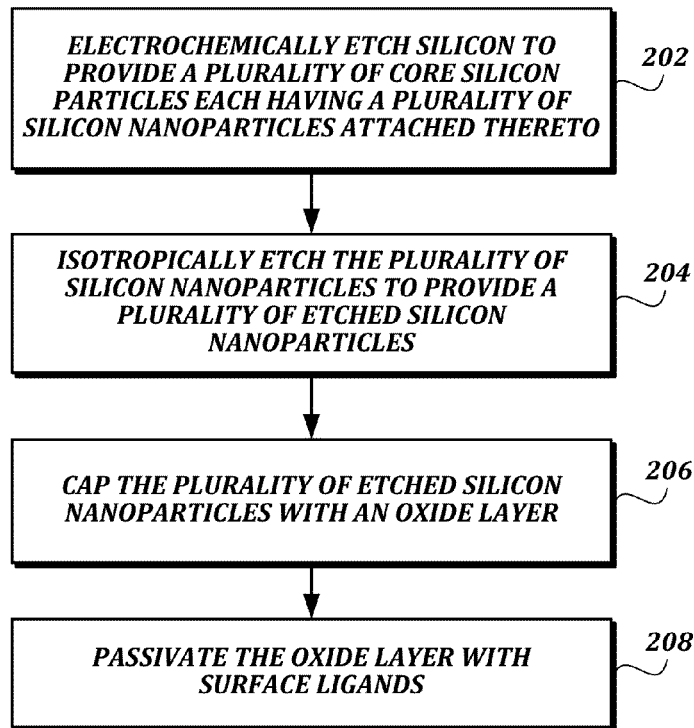 ELECTROCHEMICALLY ETCH SILICON TO
PROVIDE A PLURALITY OF CORE SILICON
PARTICLES EACH HAVING A PLURALITY OF
SILICON NANOPARTICLES ATTACHED THERETO
202
ISOTROPICALLY ETCH THE PLURALITY OF
SILICON NANOPARTICLES TO PROVIDE A
PLURALITY OF ETCHED SILICON
NANOPARTICLES
204
CAP THE PLURALITY OF ETCHED SILICON
NANOPARTICLES WITH AN OXIDE LAYER
206
PASSIVATE THE OXIDE LAYER WITH
SURFACE LIGANDS
208